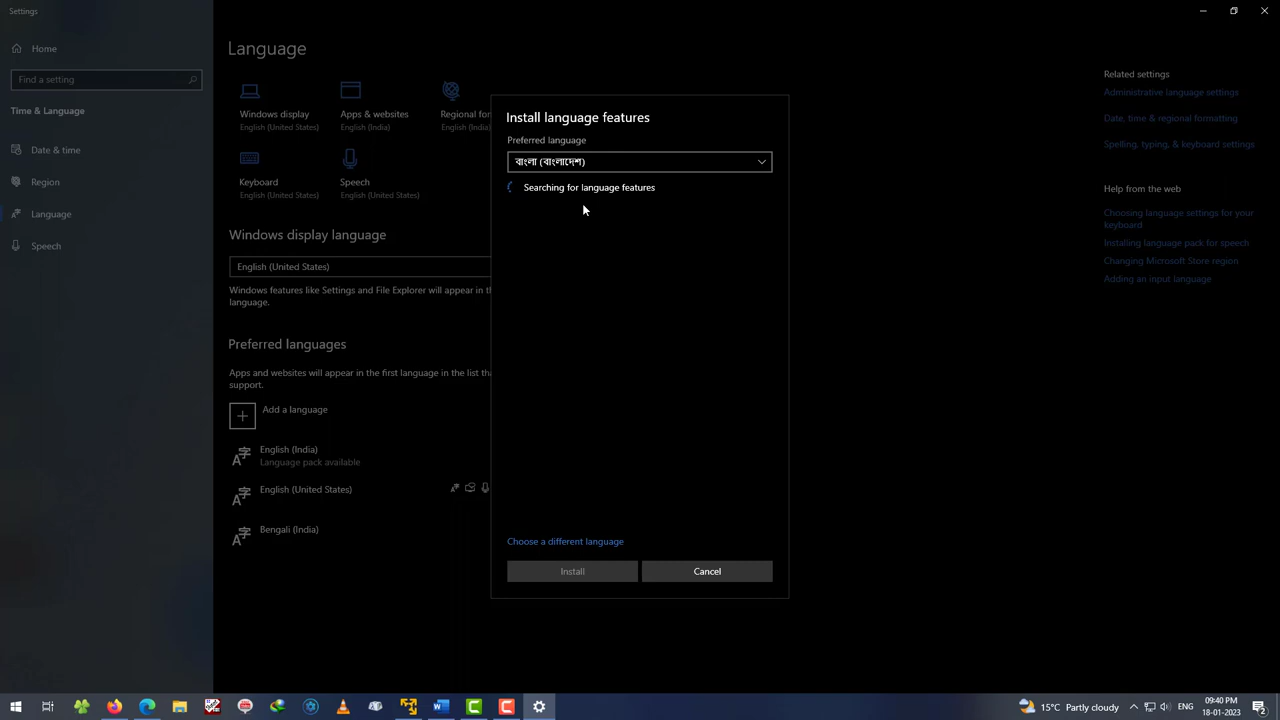 Settings
Home
Find a setting
Time & Language
Date & time
Region
Language
Speech
Language
Windows display
English (United States)
Apps & websites
English (India)
Regional for
English (India)
Keyboard
English (United States)
Speech
English (United States)
Windows display language
English (United States)
Windows features like Settings and File Explorer will appear in th
language.
Preferred languages
Apps and websites will appear in the first language in the list tha
support.
Add a language
English (India)
Language pack available
English (United States)
Bengali (India)
Install language features
Preferred language
বাংলা (বাংলাদেশ)
Searching for language features
Choose a different language
Install
Cancel
Related settings
Administrative language settings
Date, time & regional formatting
Spelling, typing, & keyboard settings
Help from the web
Choosing language settings for your
keyboard
Installing language pack for speech
Changing Microsoft Store region
Adding an input language
15°C Partly cloudy
ENG
09:40 PM
18-01-2023
2